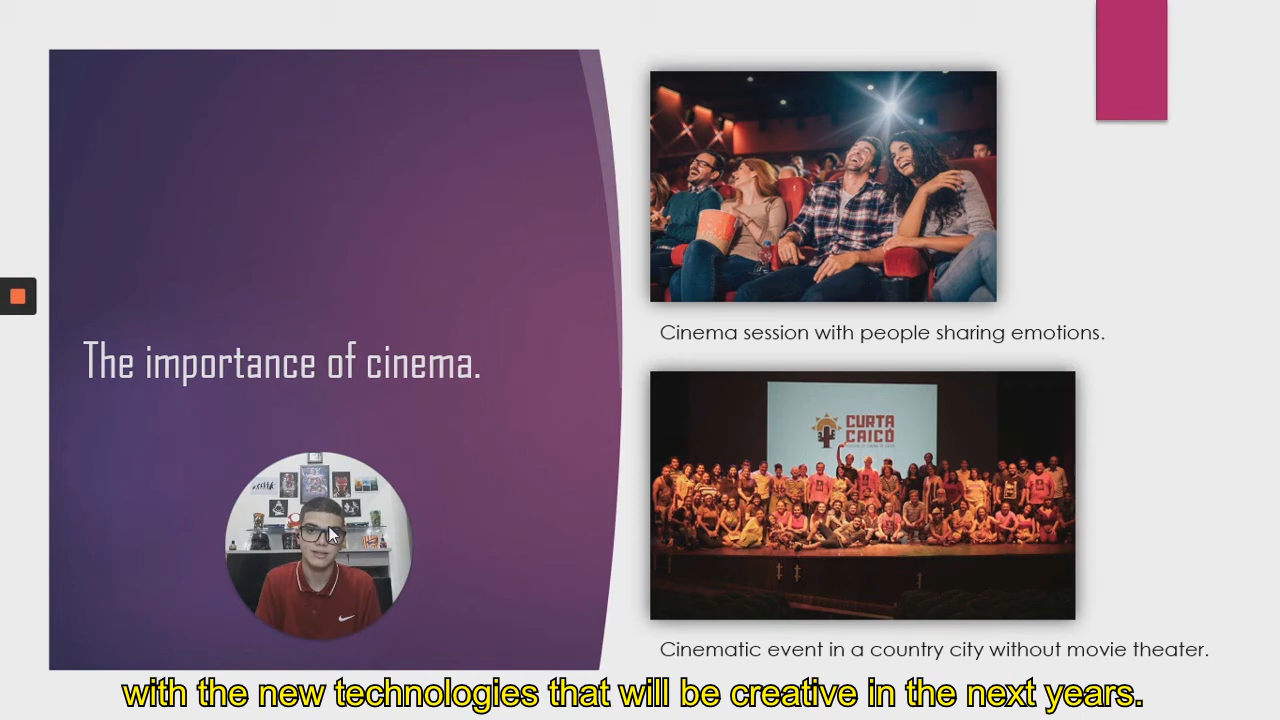 The importance of cinema.
Cinema session with people sharing emotions.
CURTA
CAICÓ
Cinematic event in a country city without movie theater.
with the new technologies that will be creative in the next years.